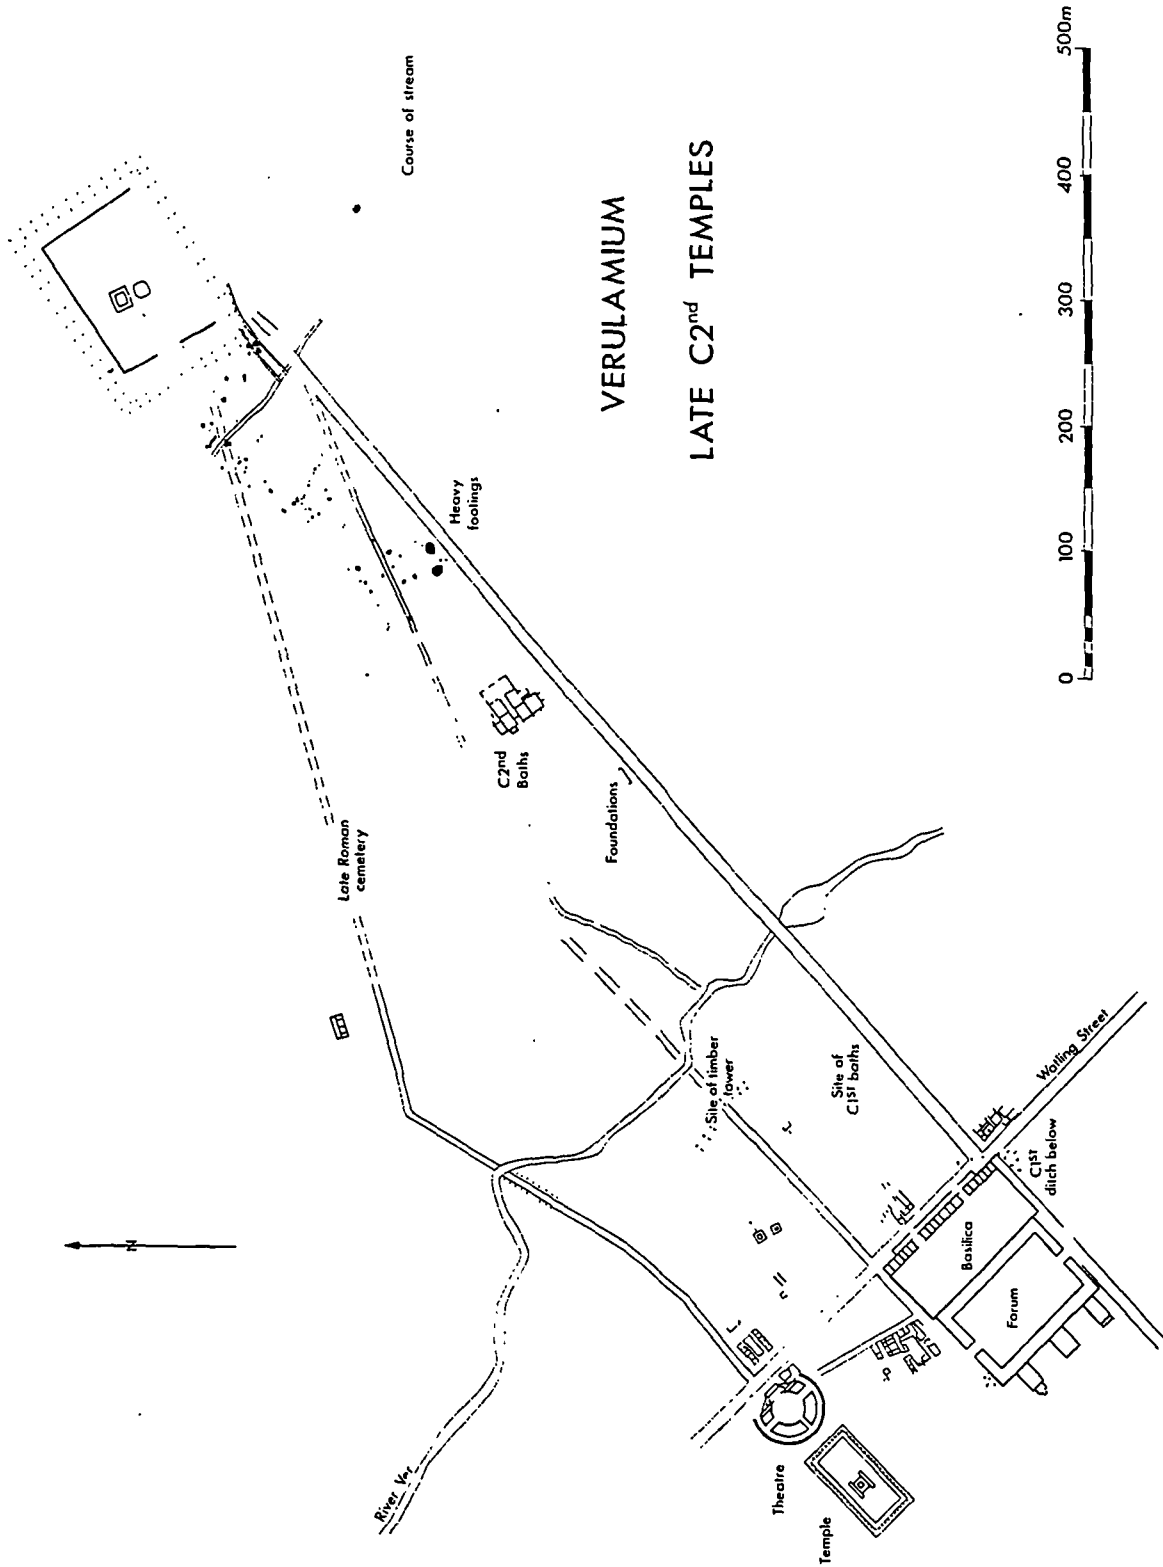 VERULAMIUM
LATE C2nd TEMPLES
Course of stream
Heavy
footings
C2nd
Baths
Foundations
Late Roman
cemetery
Site of timber
tower
Site of
C1ST baths
Watling Street
C1ST
ditch below
Basilica
Forum
Theatre
Temple
River Ver
N
0
100
200
300
400
500m